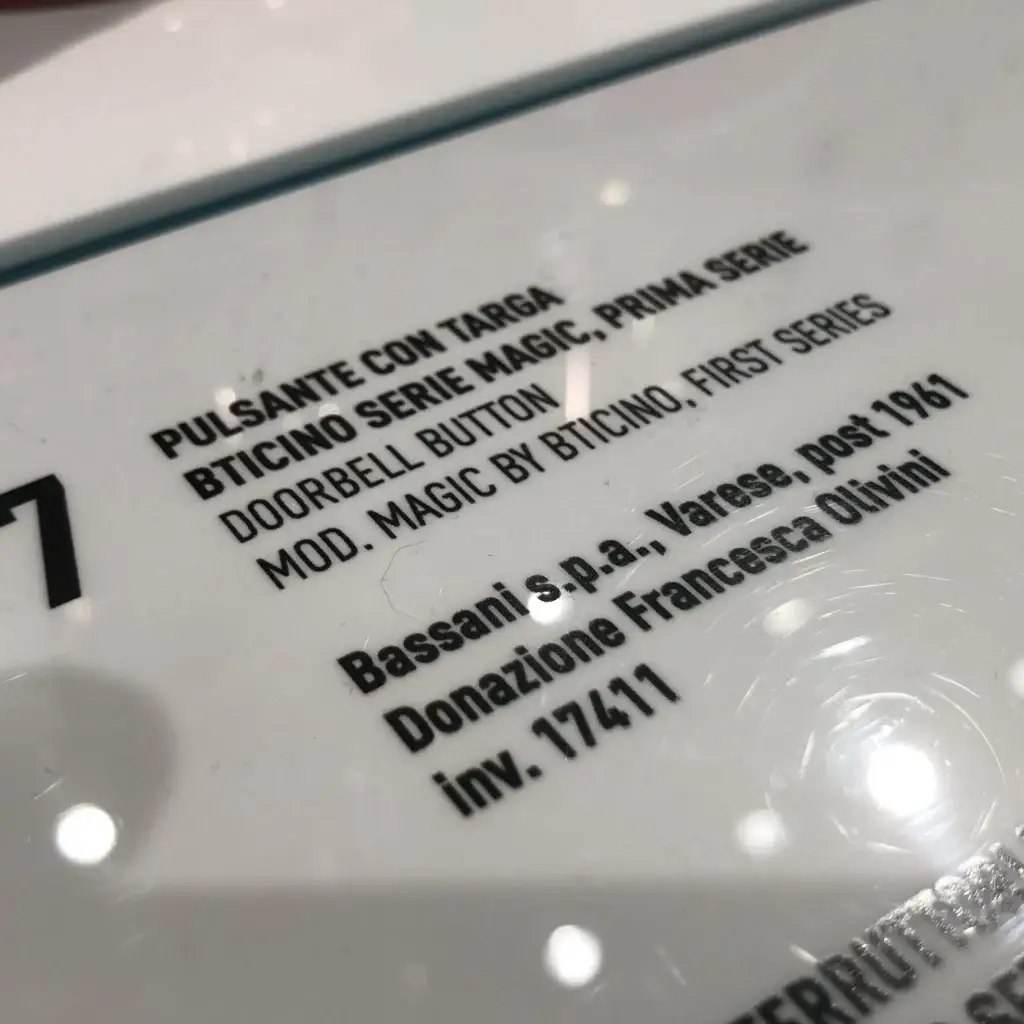 7
PULSANTE CON TARGA
BTICINO SERIE MAGIC, PRIMA SERIE
DOORBELL BUTTON
MOD. MAGIC BY BTICINO, FIRST SERIES
Bassani s.p.a., Varese, post 1961
Donazione Francesca Olivini
inv. 17411